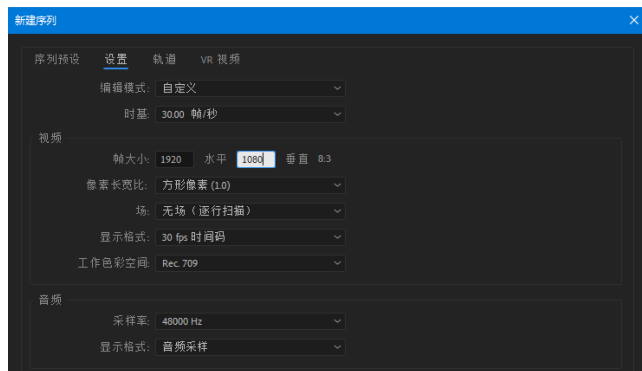 新建序列
序列预设 设置 轨道 VR 视频
编辑模式: 自定义
时基: 30.00 帧/秒
视频
帧大小: 1920 水平 1080 垂直 8:3
像素长宽比: 方形像素 (1.0)
场: 无场（逐行扫描）
显示格式: 30 fps 时间码
工作色彩空间: Rec. 709
音频
采样率: 48000 Hz
显示格式: 音频采样